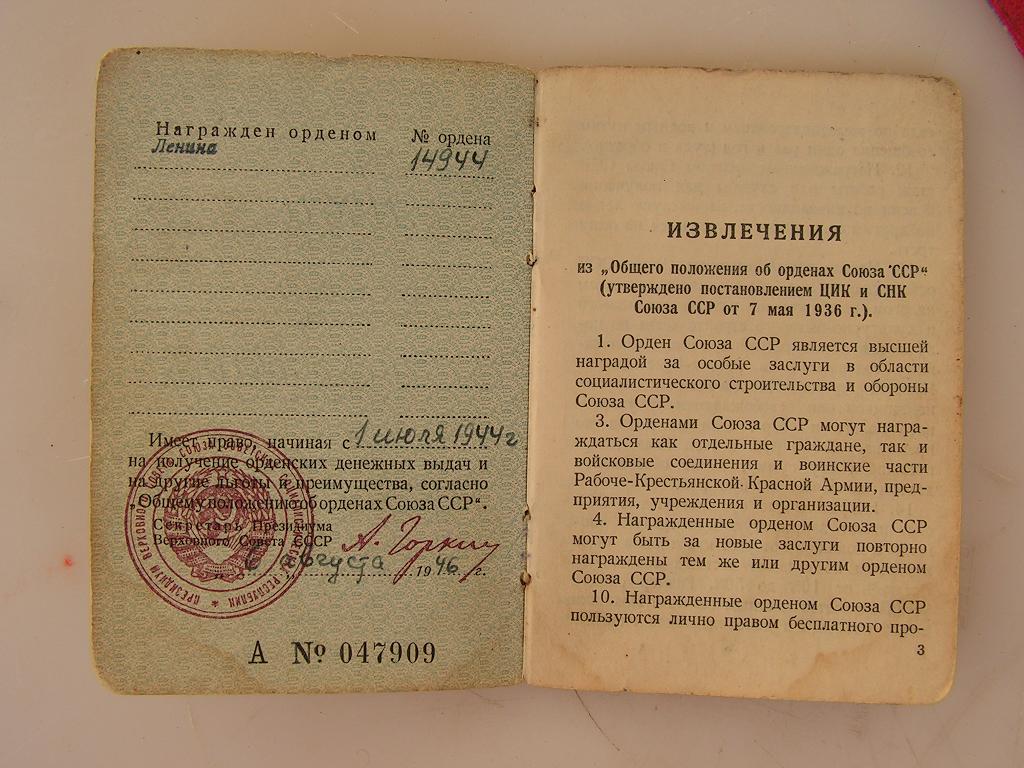 Награжден орденом № ордена
Ленина 14944
Имеет право, начиная с 1 июля 1944 г
на получение орденских денежных выдач и
на другие льготы и преимущества, согласно
„Общему положению об орденах Союза ССР“.
Секретарь Президиума
Верховного Совета СССР А. Горкин
августа 1946 г.
А № 047909
ИЗВЛЕЧЕНИЯ
из „Общего положения об орденах Союза ССР“
(утверждено постановлением ЦИК и СНК
Союза ССР от 7 мая 1936 г.).
1. Орден Союза ССР является высшей
наградой за особые заслуги в области
социалистического строительства и обороны
Союза ССР.
3. Орденами Союза ССР могут награ-
ждаться как отдельные граждане, так и
войсковые соединения и воинские части
Рабоче-Крестьянской Красной Армии, пред-
приятия, учреждения и организации.
4. Награжденные орденом Союза ССР
могут быть за новые заслуги повторно
награждены тем же или другим орденом
Союза ССР.
10. Награжденные орденом Союза ССР
пользуются лично правом бесплатного про-
3